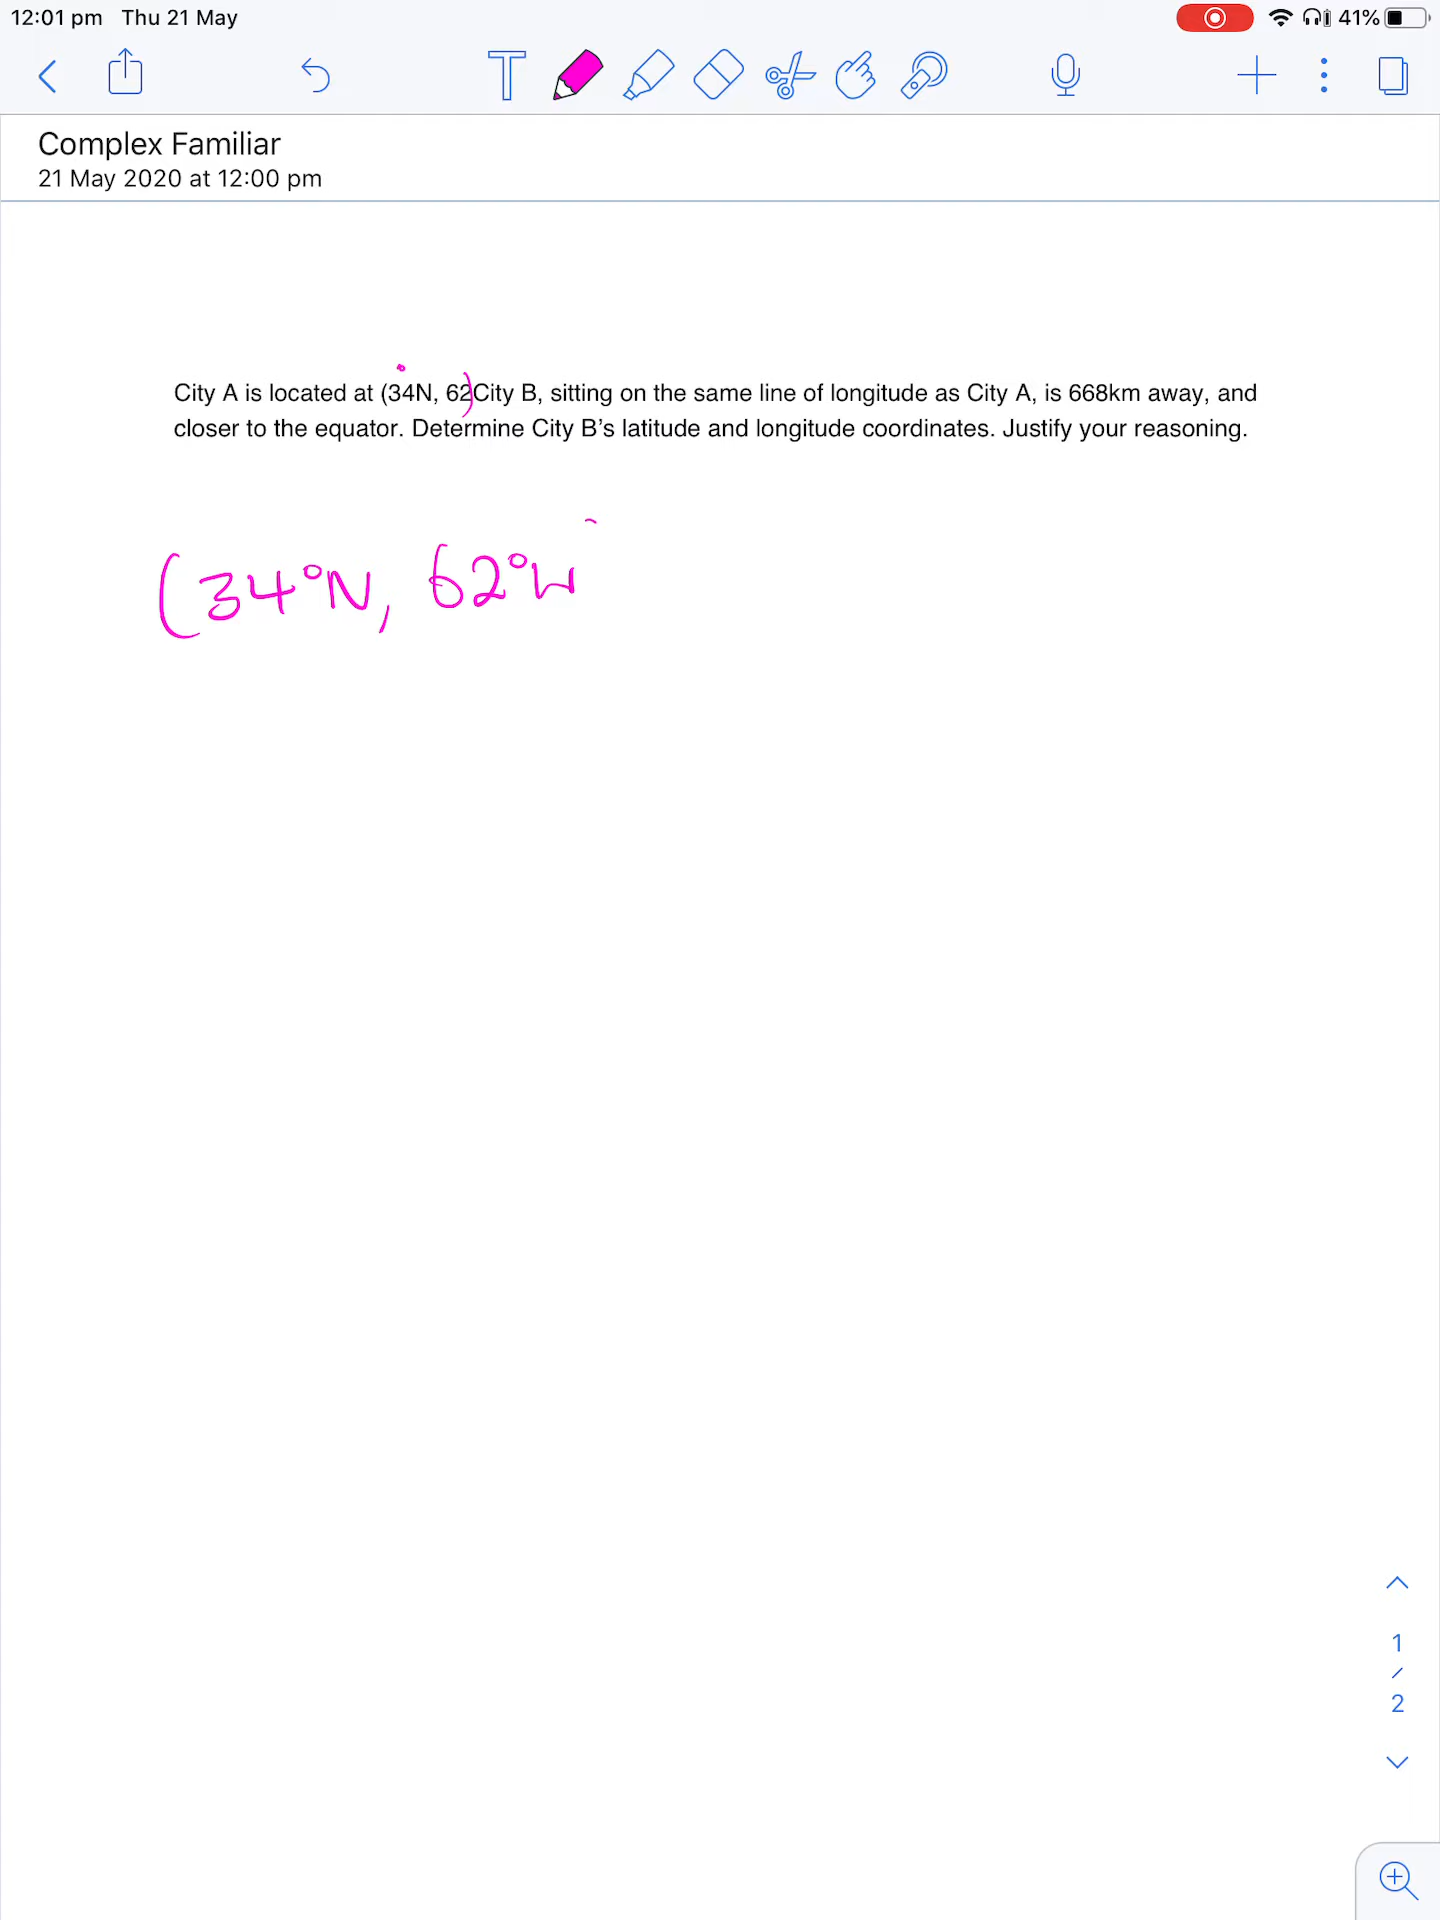 12:01 pm Thu 21 May 41%
T
Complex Familiar
21 May 2020 at 12:00 pm
City A is located at (34°N, 62)City B, sitting on the same line of longitude as City A, is 668km away, and
closer to the equator. Determine City B's latitude and longitude coordinates. Justify your reasoning.
(34°N, 62°W
1
/
2